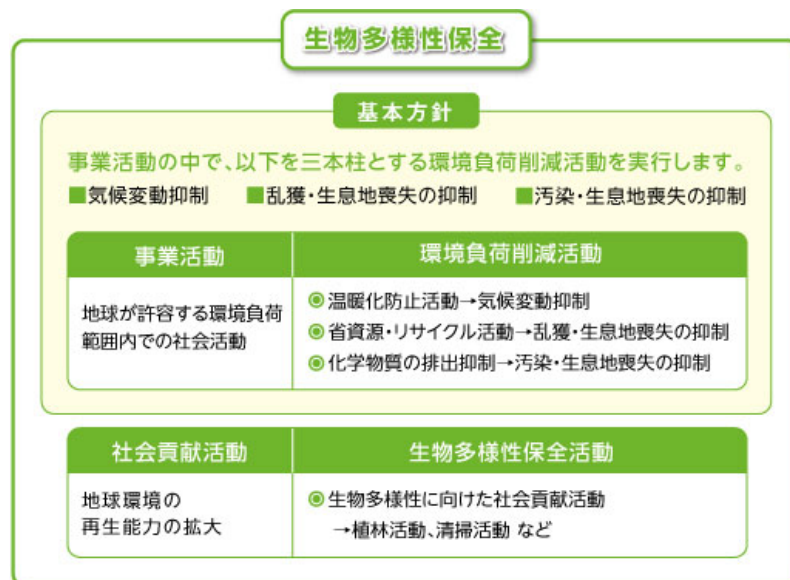 生物多様性保全
基本方針
事業活動の中で、以下を三本柱とする環境負荷削減活動を実行します。
■気候変動抑制 ■乱獲・生息地喪失の抑制 ■汚染・生息地喪失の抑制
事業活動 環境負荷削減活動
地球が許容する環境負荷
範囲内での社会活動
◉温暖化防止活動→気候変動抑制
◉省資源・リサイクル活動→乱獲・生息地喪失の抑制
◉化学物質の排出抑制→汚染・生息地喪失の抑制
社会貢献活動 生物多様性保全活動
地球環境の
再生能力の拡大
◉生物多様性に向けた社会貢献活動
→植林活動、清掃活動 など